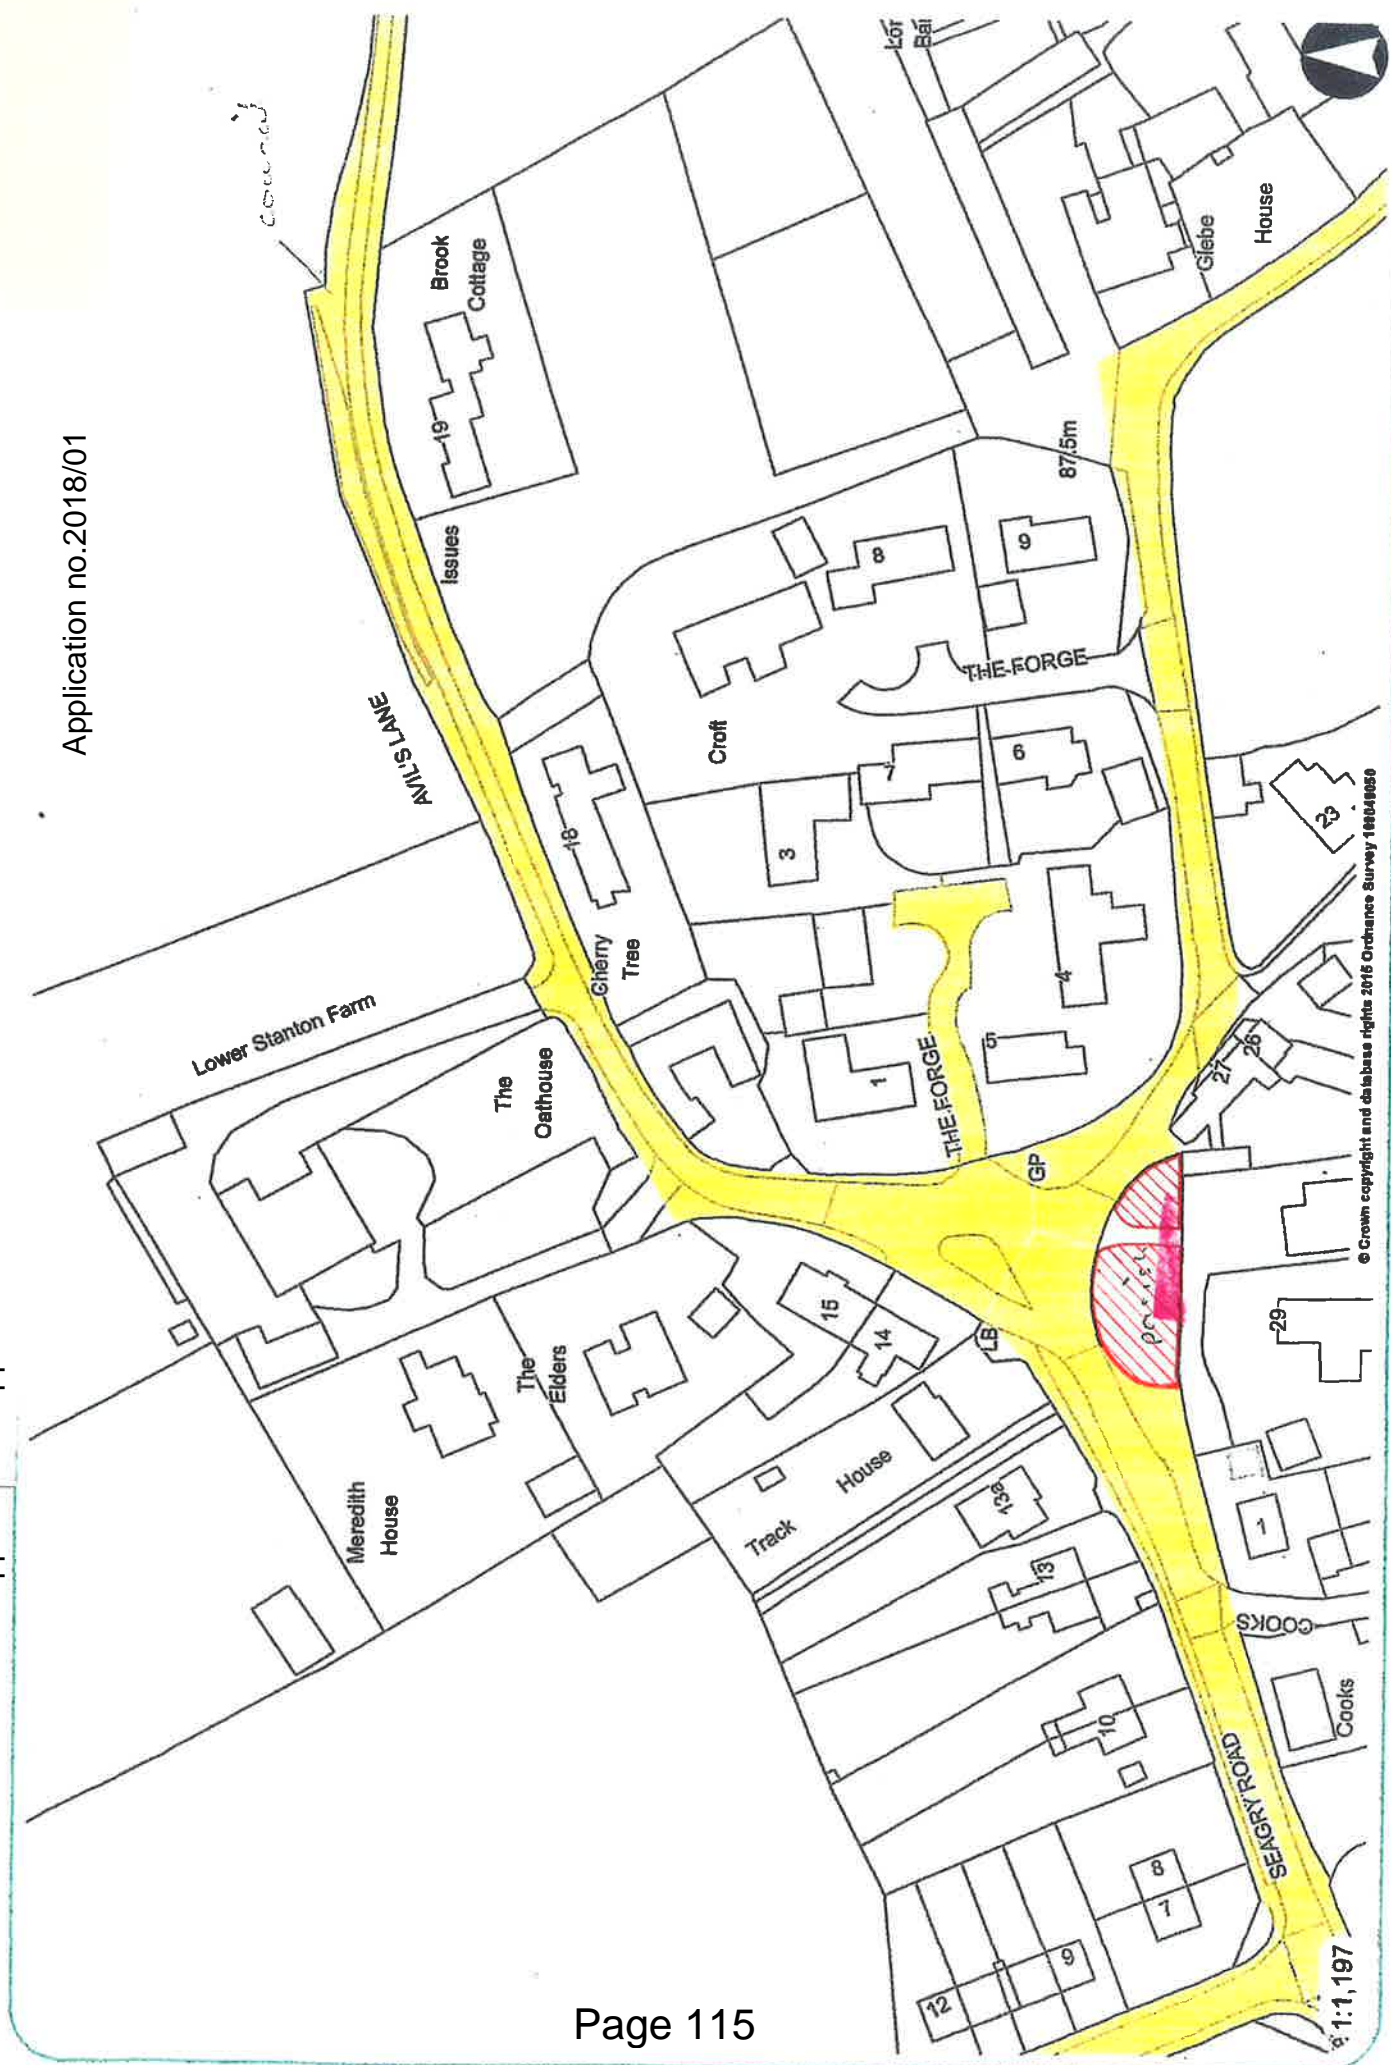 Application no.2018/01
council
AVIL'S LANE
Lower Stanton Farm
The
Oathouse
Cherry
Tree
18
Issues
19
Brook
Cottage
Meredith
House
The
Elders
15
14
Track
House
LB
GP
THE FORGE
1
3
Croft
7
8
9
6
5
4
THE FORGE
87.5m
Glebe
House
parish
13a
13
10
12
9
8
7
SEAGRY ROAD
COOKS
Cooks
1
29
27
26
23
1:1,197
© Crown copyright and database rights 2016 Ordnance Survey 100049050
Page 115